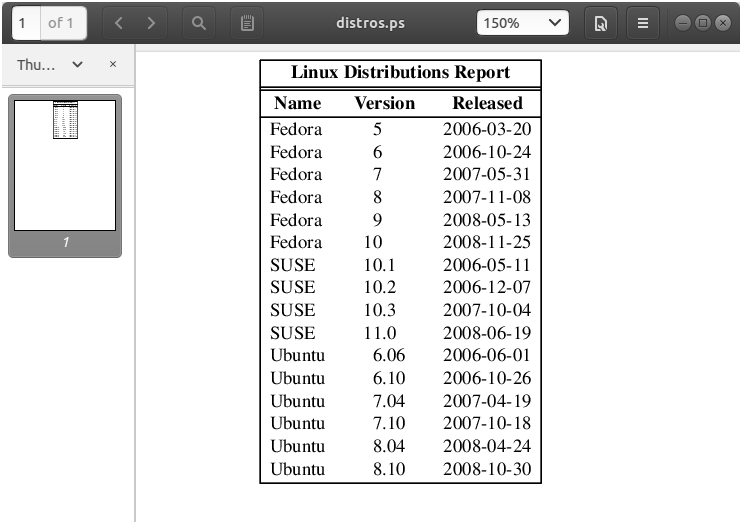 1 of 1 distros.ps 150%
Thu...
1
Linux Distributions Report
Name Version Released
Fedora 5 2006-03-20
Fedora 6 2006-10-24
Fedora 7 2007-05-31
Fedora 8 2007-11-08
Fedora 9 2008-05-13
Fedora 10 2008-11-25
SUSE 10.1 2006-05-11
SUSE 10.2 2006-12-07
SUSE 10.3 2007-10-04
SUSE 11.0 2008-06-19
Ubuntu 6.06 2006-06-01
Ubuntu 6.10 2006-10-26
Ubuntu 7.04 2007-04-19
Ubuntu 7.10 2007-10-18
Ubuntu 8.04 2008-04-24
Ubuntu 8.10 2008-10-30